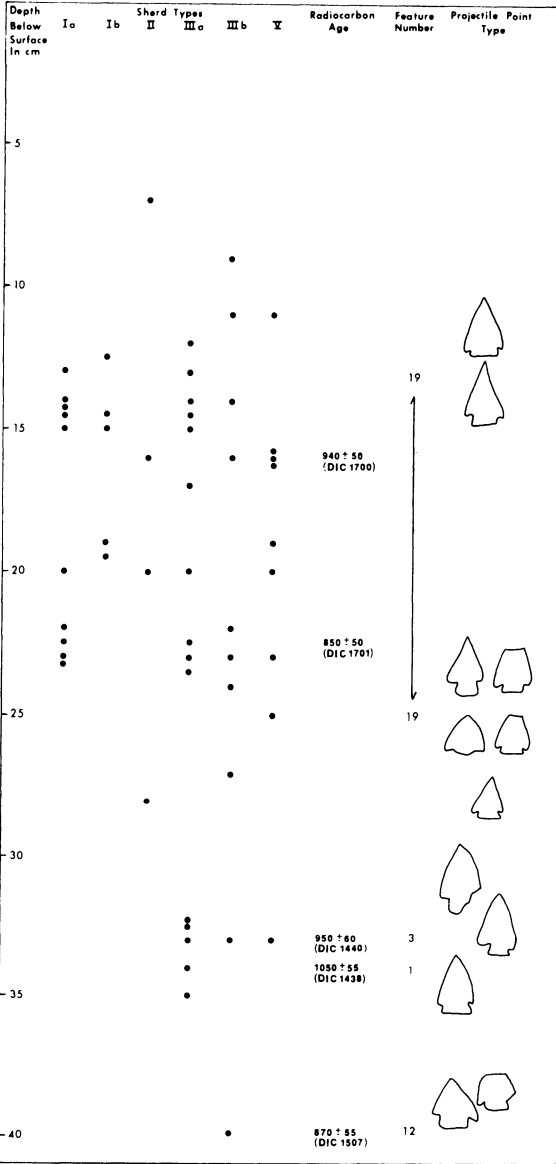 Depth Below Surface In cm
Sherd Types
Ia Ib II IIIa IIIb V
Radiocarbon Age
Feature Number
Projectile Point Type
5
10
19
15
940 ± 50
(DIC 1700)
20
850 ± 50
(DIC 1701)
25
19
30
950 ± 60
(DIC 1440)
3
1050 ± 55
(DIC 1438)
1
35
40
870 ± 55
(DIC 1507)
12